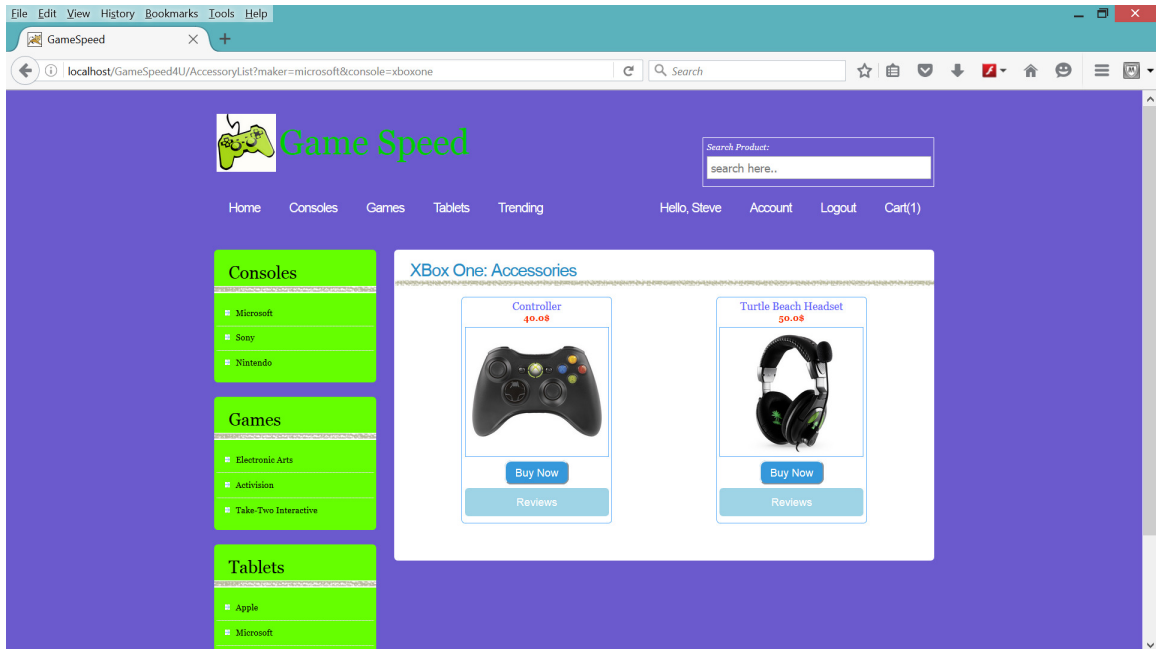 File Edit View History Bookmarks Tools Help
GameSpeed
localhost/GameSpeed4U/AccessoryList?maker=microsoft&console=xboxone
Search
Game Speed
Search Product:
search here..
Home Consoles Games Tablets Trending Hello, Steve Account Logout Cart(1)
Consoles
Microsoft
Sony
Nintendo
Games
Electronic Arts
Activision
Take-Two Interactive
Tablets
Apple
Microsoft
XBox One: Accessories
Controller
40.0$
Buy Now
Reviews
Turtle Beach Headset
50.0$
Buy Now
Reviews